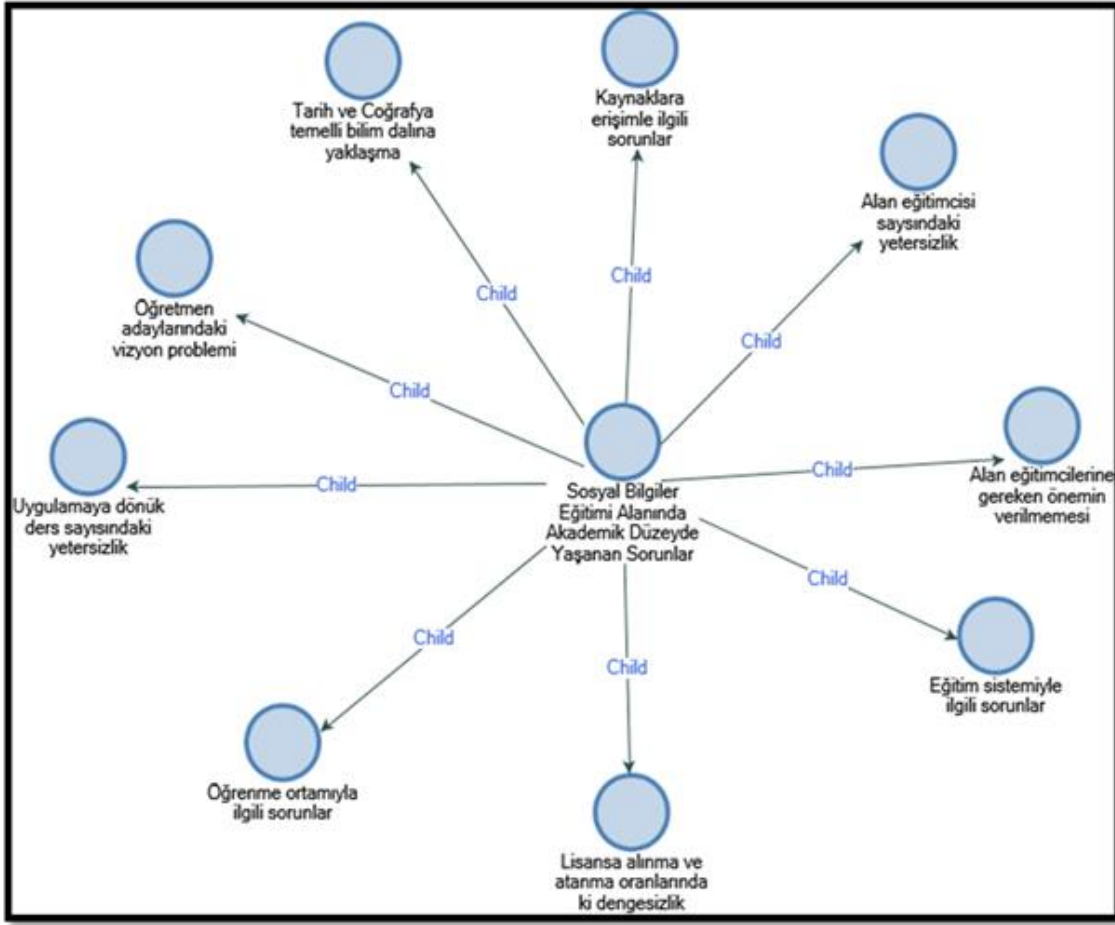 Tarih ve Coğrafya
temelli bilim dalına
yaklaşma
Kaynaklara
erişimle ilgili
sorunlar
Alan eğitimcisi
saysındaki
yetersizlik
Child
Child
Child
Öğretmen
adaylarındaki
vizyon problemi
Child
Uygulamaya dönük
ders sayısındaki
yetersizlik
Child
Sosyal Bilgiler
Eğitimi Alanında
Akademik Düzeyde
Yaşanan Sorunlar
Child
Alan eğitimcilerine
gereken önemin
verilmemesi
Child
Child
Child
Eğitim sistemiyle
ilgili sorunlar
Öğrenme ortamıyla
ilgili sorunlar
Lisansa alınma ve
atanma oranlarında
ki dengesizlik